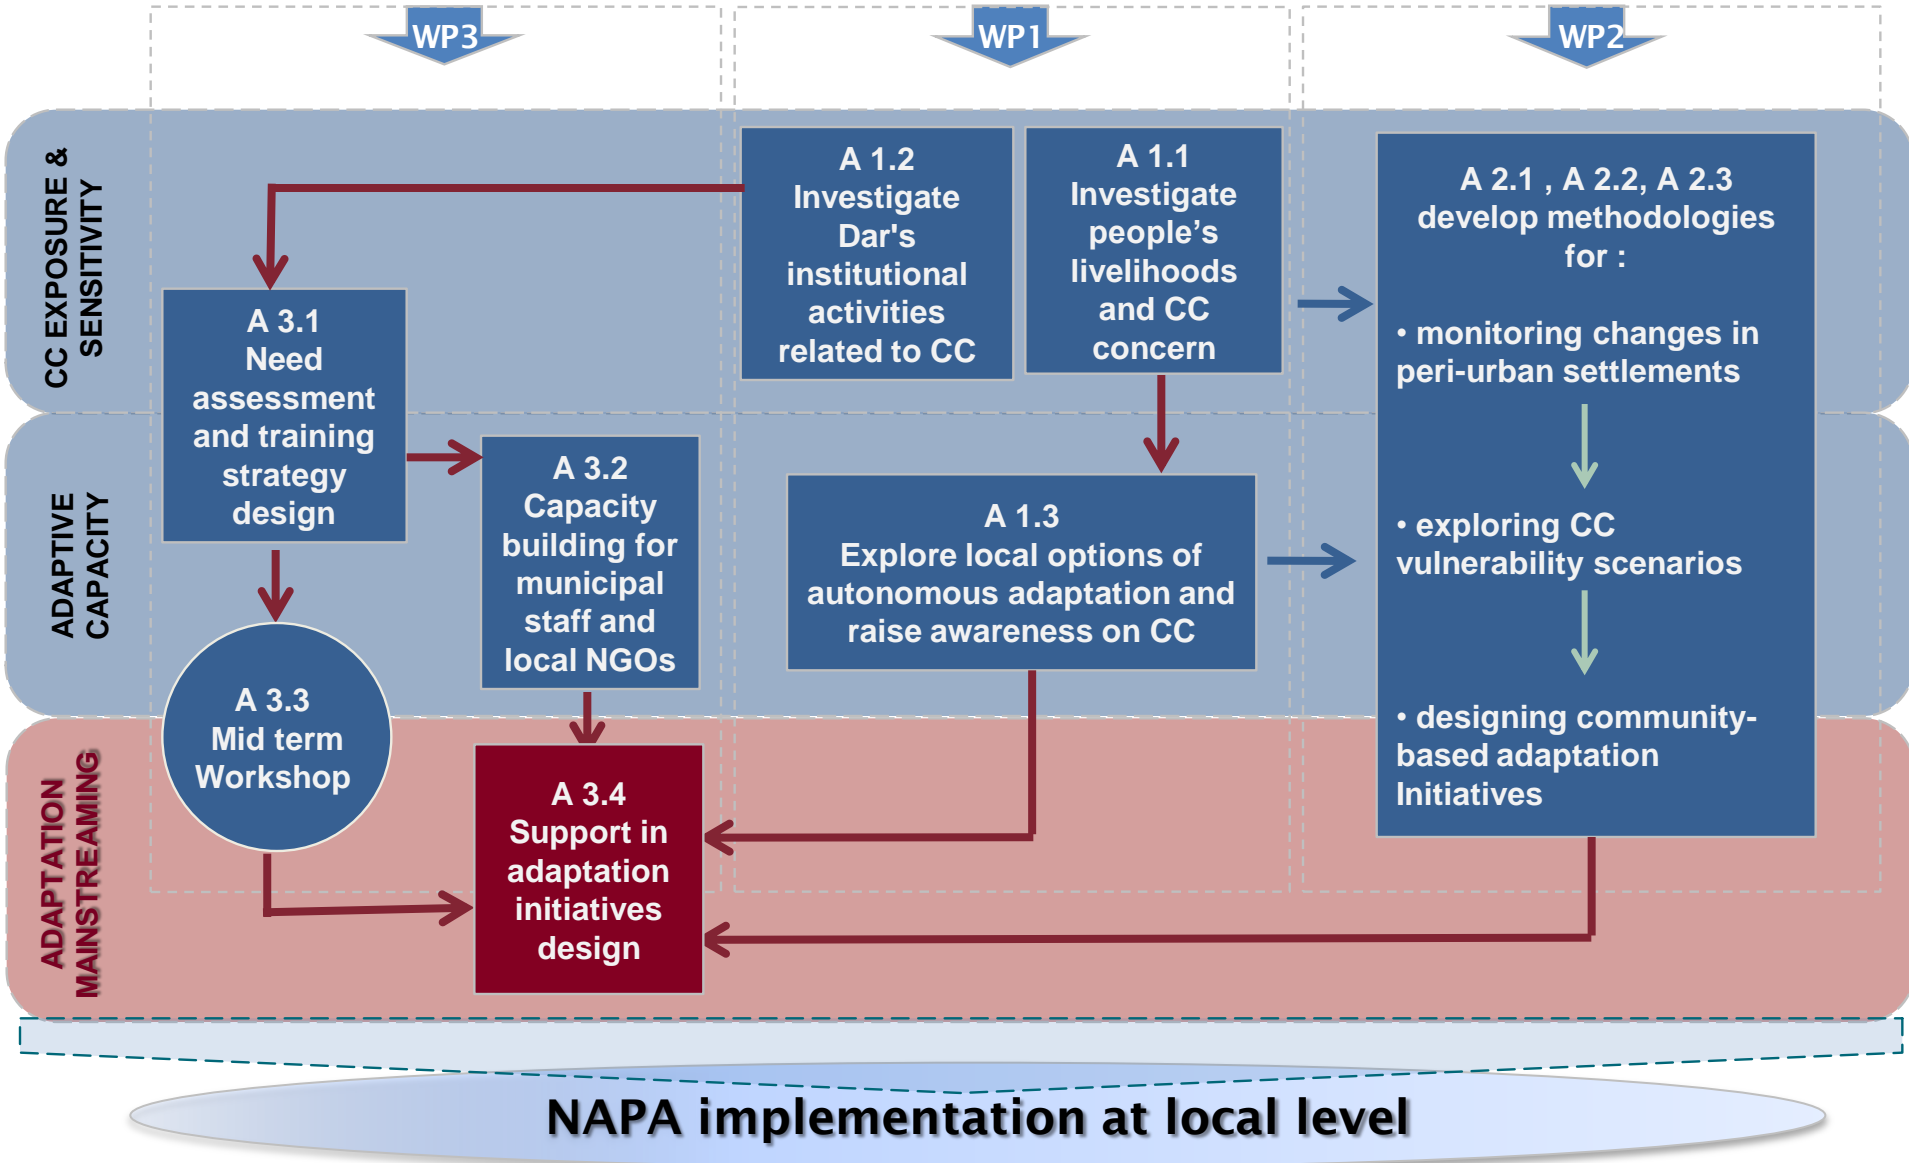 WP3
WP1
WP2
CC EXPOSURE &
SENSITIVITY
A 1.2
Investigate
Dar's
institutional
activities
related to CC
A 1.1
Investigate
people’s
livelihoods
and CC
concern
A 2.1 , A 2.2, A 2.3
develop methodologies
for :
• monitoring changes in
peri-urban settlements
• exploring CC
vulnerability scenarios
• designing community-
based adaptation
Initiatives
A 3.1
Need
assessment
and training
strategy
design
ADAPTIVE
CAPACITY
A 3.2
Capacity
building for
municipal
staff and
local NGOs
A 1.3
Explore local options of
autonomous adaptation and
raise awareness on CC
A 3.3
Mid term
Workshop
ADAPTATION
MAINSTREAMING
A 3.4
Support in
adaptation
initiatives
design
NAPA implementation at local level